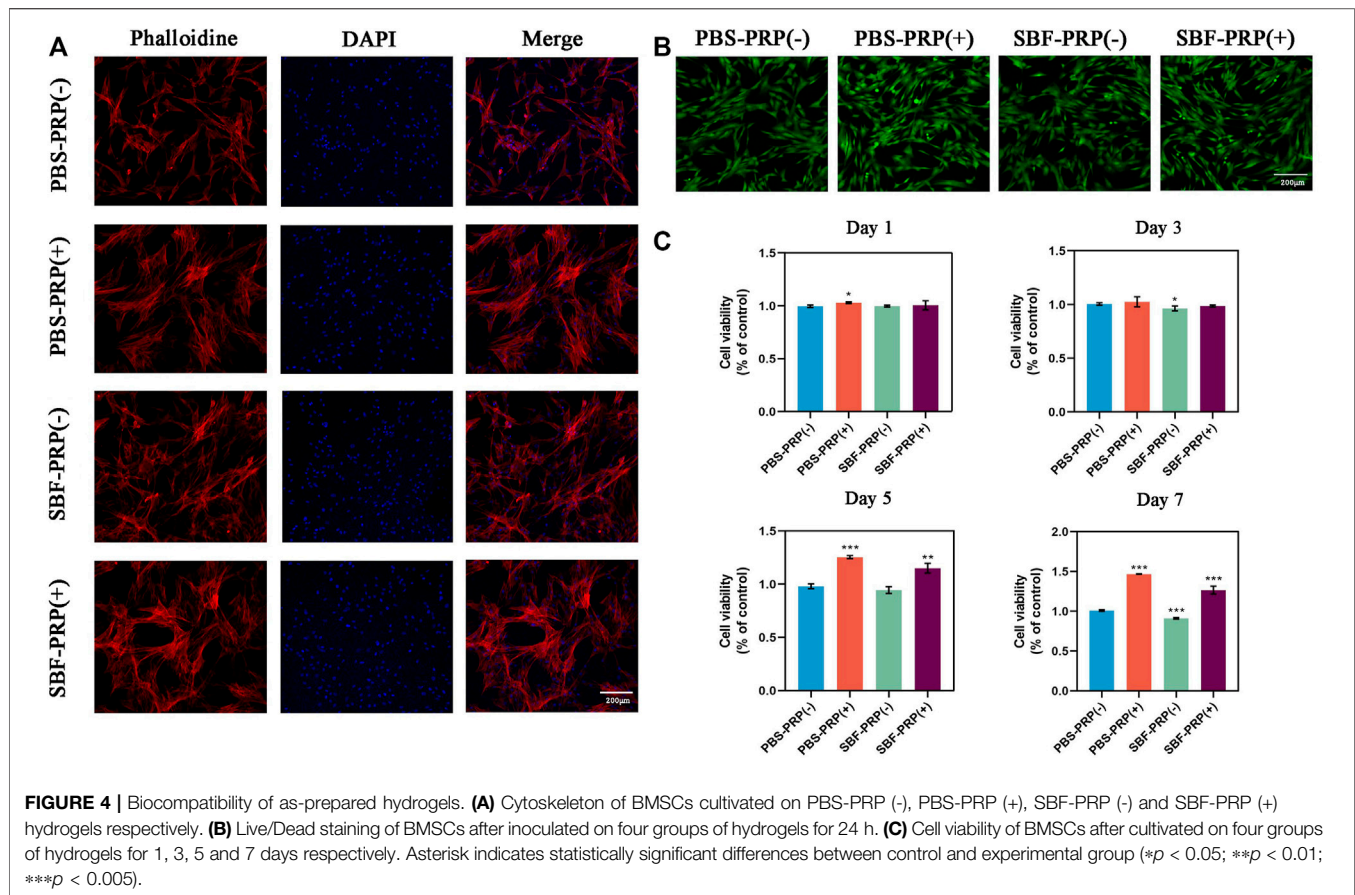 A
Phalloidine DAPI Merge
PBS-PRP(-)
PBS-PRP(+)
SBF-PRP(-)
SBF-PRP(+)
200μm
B
PBS-PRP(-) PBS-PRP(+) SBF-PRP(-) SBF-PRP(+)
200μm
C
Day 1
Cell viability
(% of control)
1.5
1.0
0.5
0.0
*
PBS-PRP(-) PBS-PRP(+) SBF-PRP(-) SBF-PRP(+)
Day 3
Cell viability
(% of control)
1.5
1.0
0.5
0.0
*
PBS-PRP(-) PBS-PRP(+) SBF-PRP(-) SBF-PRP(+)
Day 5
Cell viability
(% of control)
1.5
1.0
0.5
0.0
*** **
PBS-PRP(-) PBS-PRP(+) SBF-PRP(-) SBF-PRP(+)
Day 7
Cell viability
(% of control)
2.0
1.5
1.0
0.5
0.0
*** *** ***
PBS-PRP(-) PBS-PRP(+) SBF-PRP(-) SBF-PRP(+)
FIGURE 4 | Biocompatibility of as-prepared hydrogels. (A) Cytoskeleton of BMSCs cultivated on PBS-PRP (-), PBS-PRP (+), SBF-PRP (-) and SBF-PRP (+)
hydrogels respectively. (B) Live/Dead staining of BMSCs after inoculated on four groups of hydrogels for 24 h. (C) Cell viability of BMSCs after cultivated on four groups
of hydrogels for 1, 3, 5 and 7 days respectively. Asterisk indicates statistically significant differences between control and experimental group (*p < 0.05; **p < 0.01;
***p < 0.005).